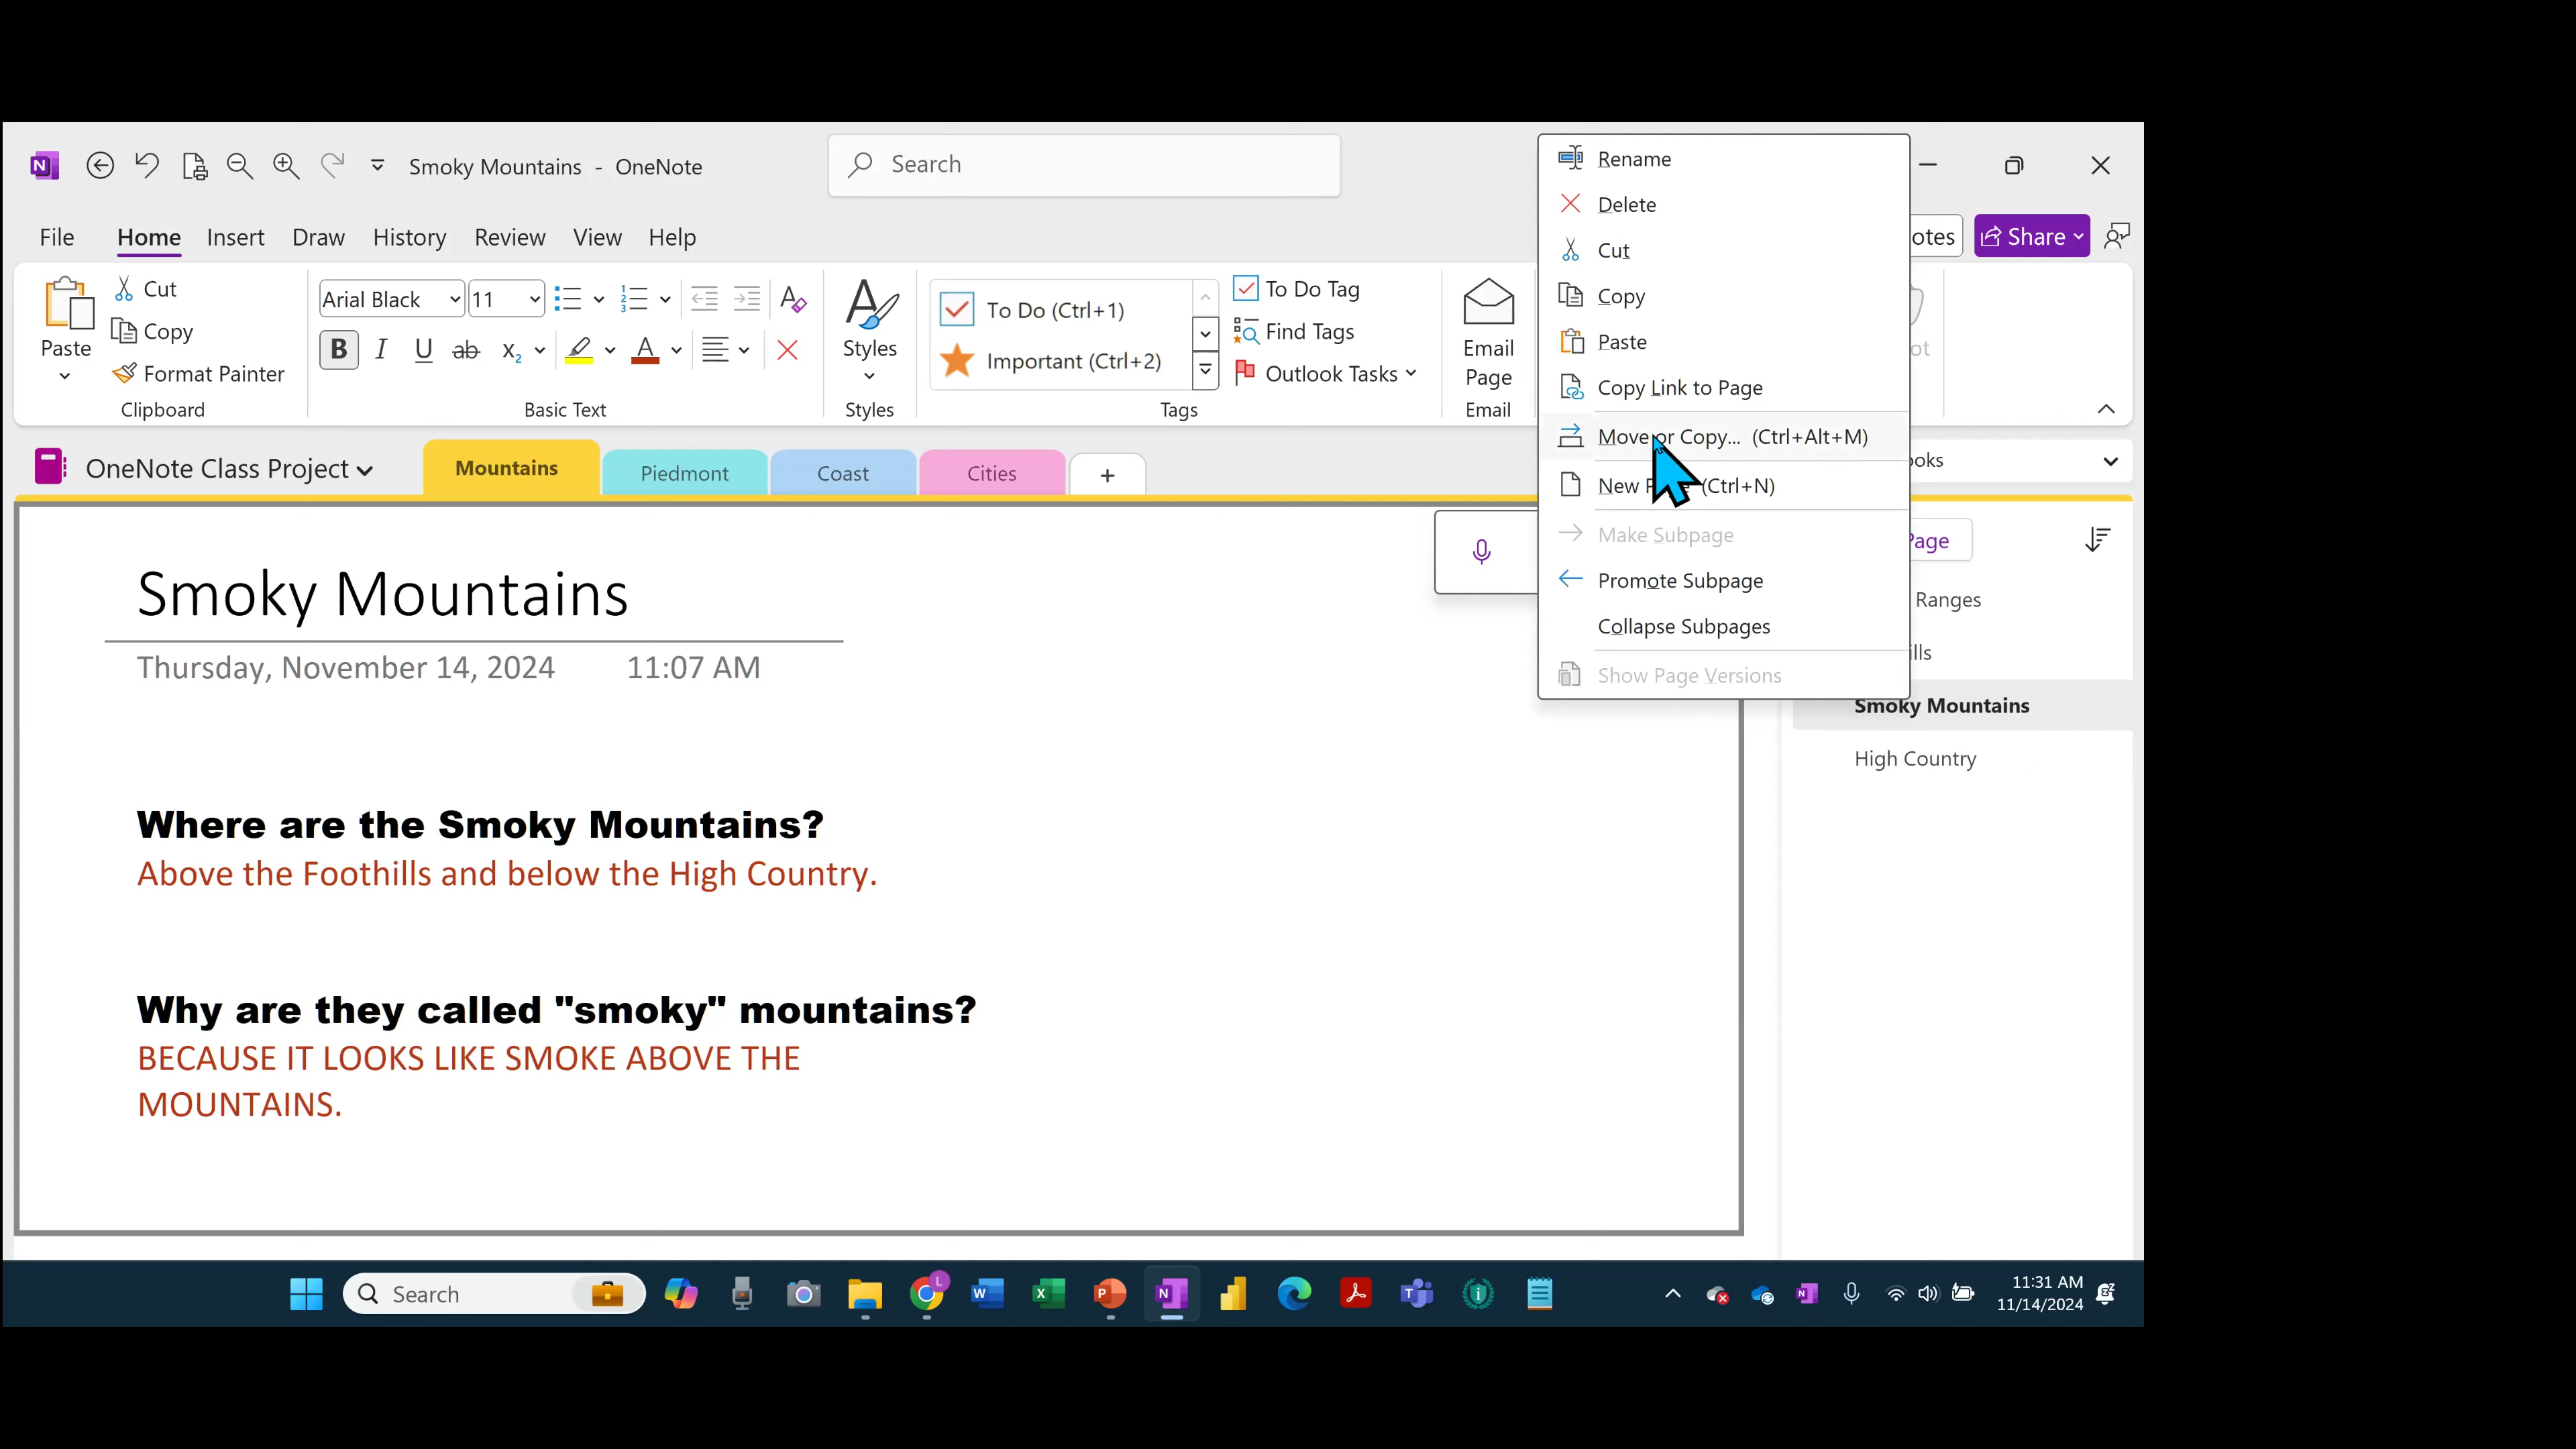 Smoky Mountains - OneNote
Search
File Home Insert Draw History Review View Help
otes
Share
Paste
Cut
Copy
Format Painter
Clipboard
Arial Black
11
Basic Text
Styles
Styles
To Do (Ctrl+1)
Important (Ctrl+2)
To Do Tag
Find Tags
Outlook Tasks
Tags
Email
Page
Email
ot
Rename
Delete
Cut
Copy
Paste
Copy Link to Page
Move or Copy... (Ctrl+Alt+M)
New P e (Ctrl+N)
Make Subpage
Promote Subpage
Collapse Subpages
Show Page Versions
OneNote Class Project
Mountains
Piedmont
Coast
Cities
+
ooks
Page
Ranges
ills
Smoky Mountains
High Country
Smoky Mountains
Thursday, November 14, 2024 11:07 AM
Where are the Smoky Mountains?
Above the Foothills and below the High Country.
Why are they called "smoky" mountains?
BECAUSE IT LOOKS LIKE SMOKE ABOVE THE
MOUNTAINS.
Search
11:31 AM
11/14/2024